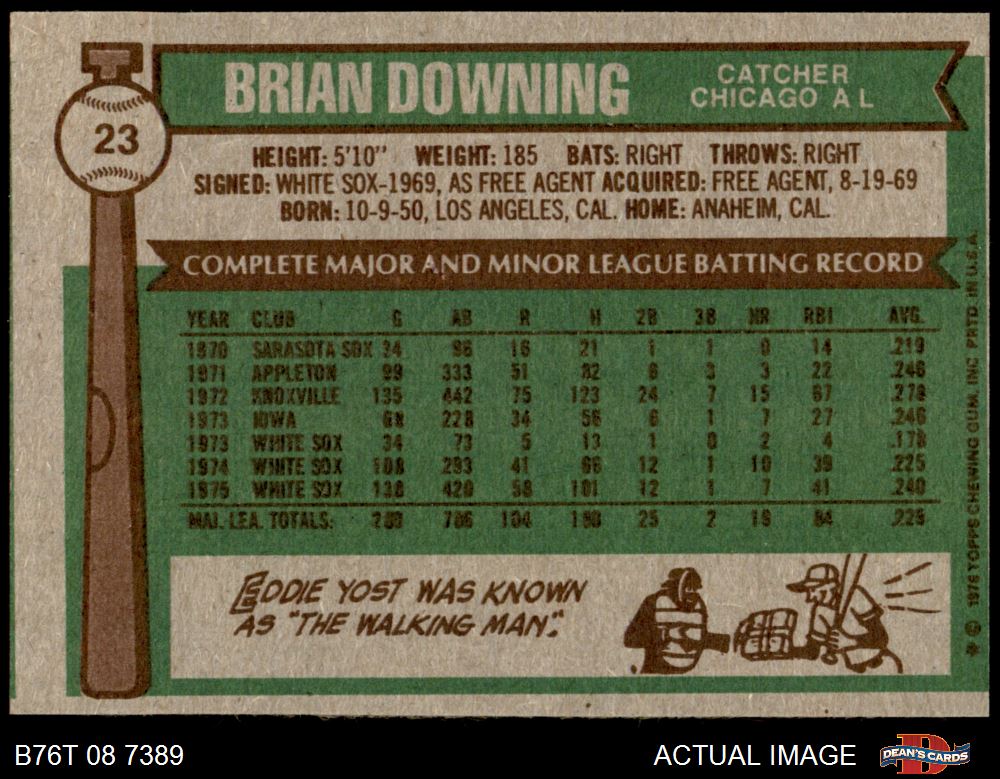 BRIAN DOWNING
CATCHER
CHICAGO A L
23
HEIGHT: 5'10" WEIGHT: 185 BATS: RIGHT THROWS: RIGHT
SIGNED: WHITE SOX-1969, AS FREE AGENT ACQUIRED: FREE AGENT, 8-19-69
BORN: 10-9-50, LOS ANGELES, CAL. HOME: ANAHEIM, CAL.
COMPLETE MAJOR AND MINOR LEAGUE BATTING RECORD
YEAR CLUB G AB R H 2B 3B HR RBI AVG.
1970 SARASOTA SOX 34 96 16 21 1 1 0 14 .219
1971 APPLETON 99 333 51 82 6 3 3 22 .246
1972 KNOXVILLE 135 442 75 123 24 7 15 67 .278
1973 IOWA 68 228 34 56 6 1 7 27 .246
1973 WHITE SOX 34 73 5 13 1 0 2 4 .178
1974 WHITE SOX 108 293 41 66 12 1 10 39 .225
1975 WHITE SOX 138 420 58 101 12 1 7 41 .240
MAJ. LEA. TOTALS: 280 786 104 180 25 2 19 84 .229
EDDIE YOST WAS KNOWN
AS "THE WALKING MAN".
© 1976 TOPPS CHEWING GUM, INC. PRTD. IN U.S.A.
B76T 08 7389
ACTUAL IMAGE
DEAN'S CARDS